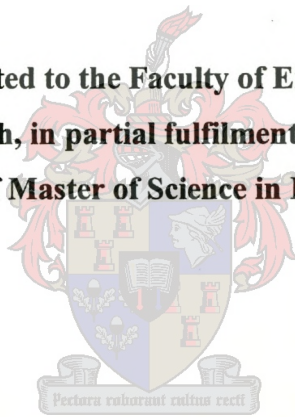 ted to the Faculty of E
h, in partial fulfilment
f Master of Science in
Pectora roborant cultus recti